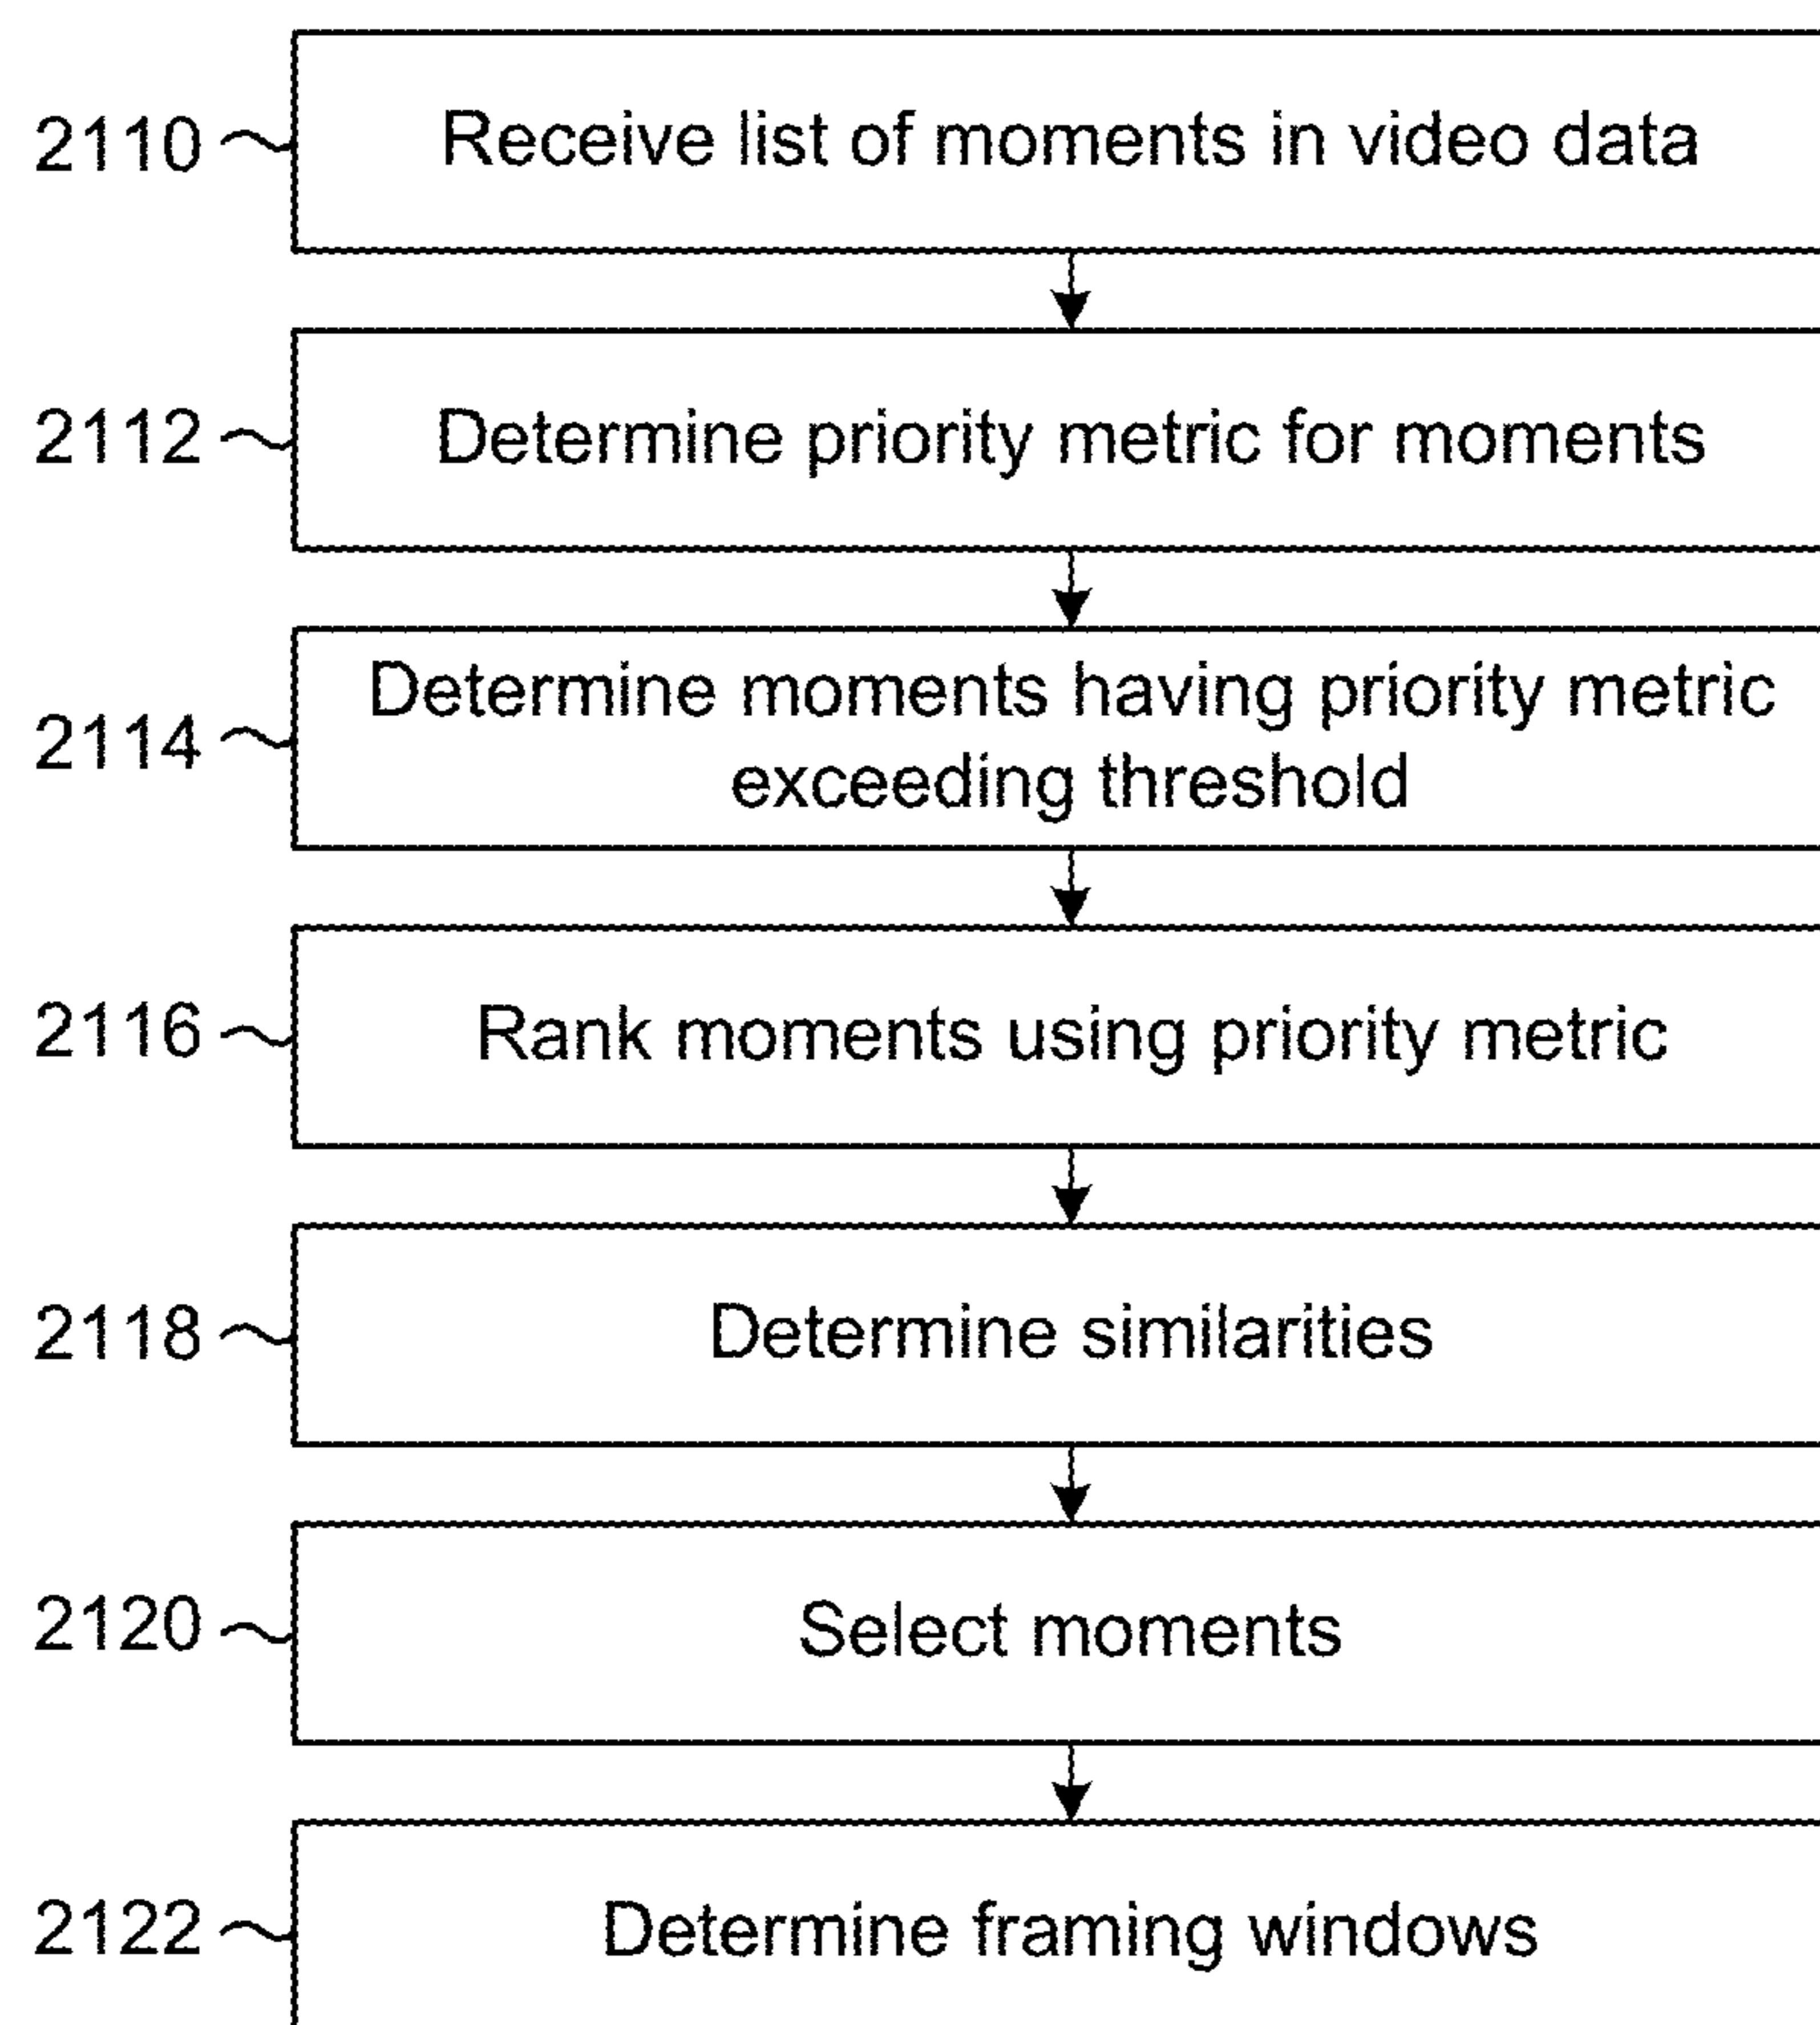 2110
Receive list of moments in video data
2112
Determine priority metric for moments
2114
Determine moments having priority metric
exceeding threshold
2116
Rank moments using priority metric
2118
Determine similarities
2120
Select moments
2122
Determine framing windows